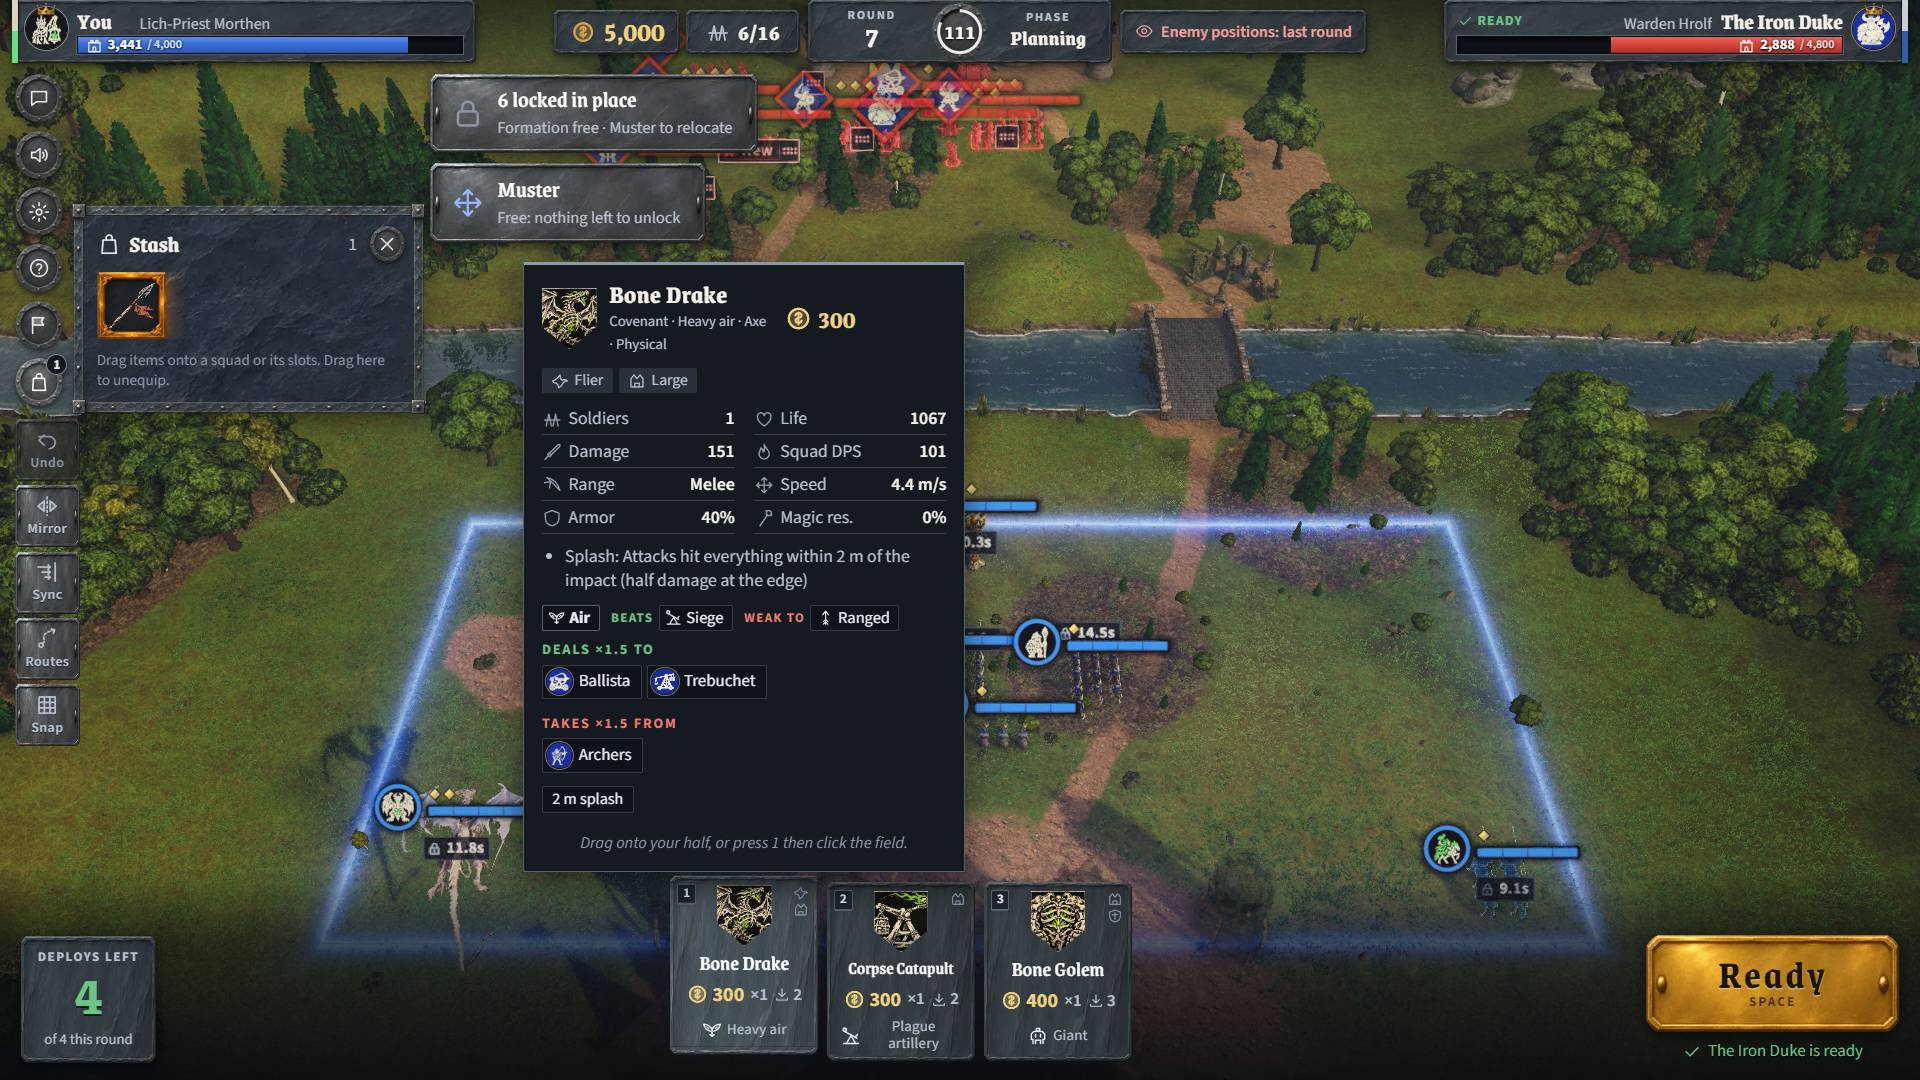 You Lich-Priest Morthen
3,441 / 4,000
5,000
6/16
ROUND
7
111
PHASE
Planning
Enemy positions: last round
READY
Warden Hrolf The Iron Duke
2,888 / 4,800
6 locked in place
Formation free · Muster to relocate
Muster
Free: nothing left to unlock
Stash 1
Drag items onto a squad or its slots. Drag here
to unequip.
1
Undo
Mirror
Sync
Routes
Snap
Bone Drake
Covenant · Heavy air · Axe
· Physical
300
Flier Large
Soldiers 1 Life 1067
Damage 151 Squad DPS 101
Range Melee Speed 4.4 m/s
Armor 40% Magic res. 0%
• Splash: Attacks hit everything within 2 m of the
impact (half damage at the edge)
Air BEATS Siege WEAK TO Ranged
DEALS ×1.5 TO
Ballista Trebuchet
TAKES ×1.5 FROM
Archers
2 m splash
Drag onto your half, or press 1 then click the field.
0.3s
14.5s
11.8s
9.1s
DEPLOYS LEFT
4
of 4 this round
1
Bone Drake
300 ×1 2
Heavy air
2
Corpse Catapult
300 ×1 2
Plague
artillery
3
Bone Golem
400 ×1 3
Giant
Ready
SPACE
The Iron Duke is ready